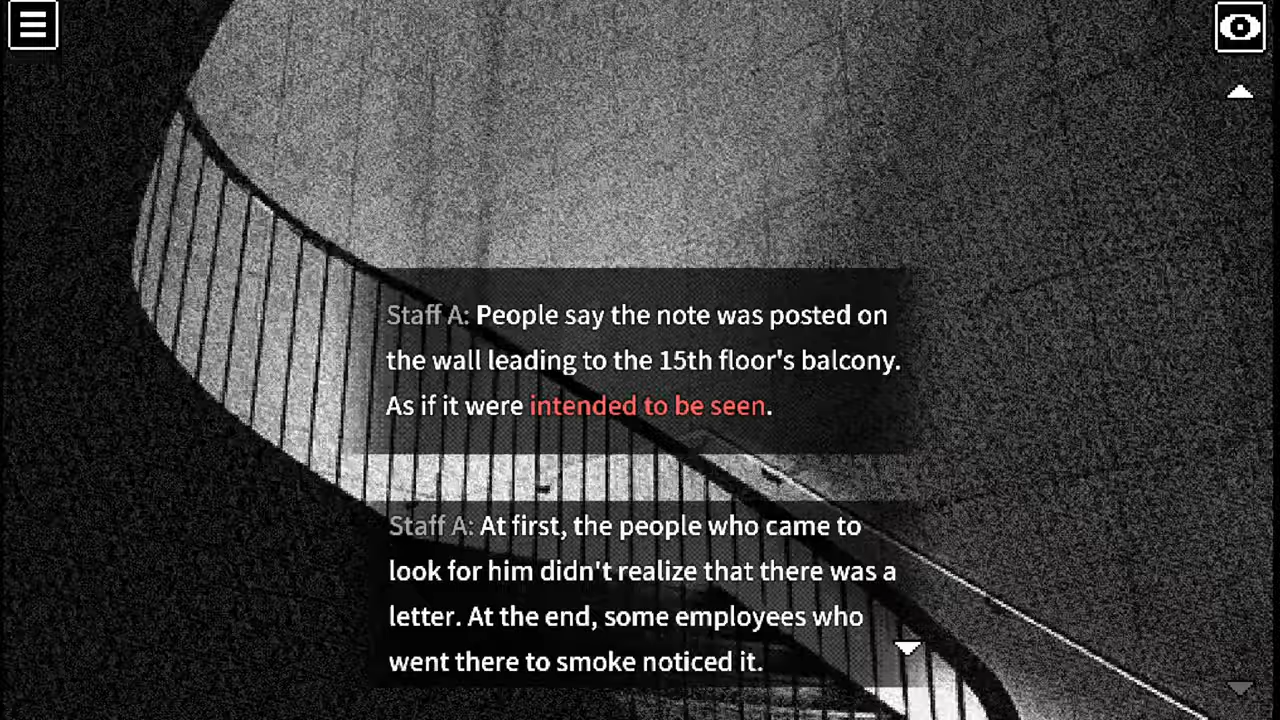 Staff A: People say the note was posted on
the wall leading to the 15th floor's balcony.
As if it were intended to be seen.
Staff A: At first, the people who came to
look for him didn't realize that there was a
letter. At the end, some employees who
went there to smoke noticed it.